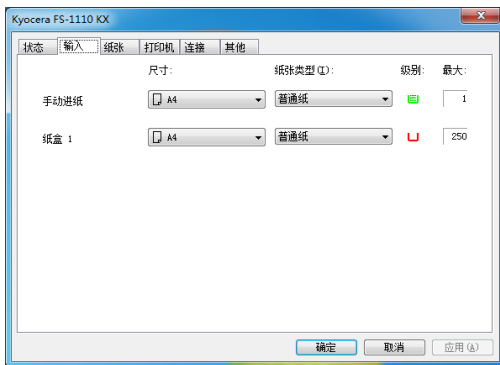 Kyocera FS-1110 KX
状态 输入 纸张 打印机 连接 其他
尺寸: 纸张类型(I): 级别: 最大:
手动进纸 A4 普通纸 1
纸盒 1 A4 普通纸 250
确定 取消 应用(A)